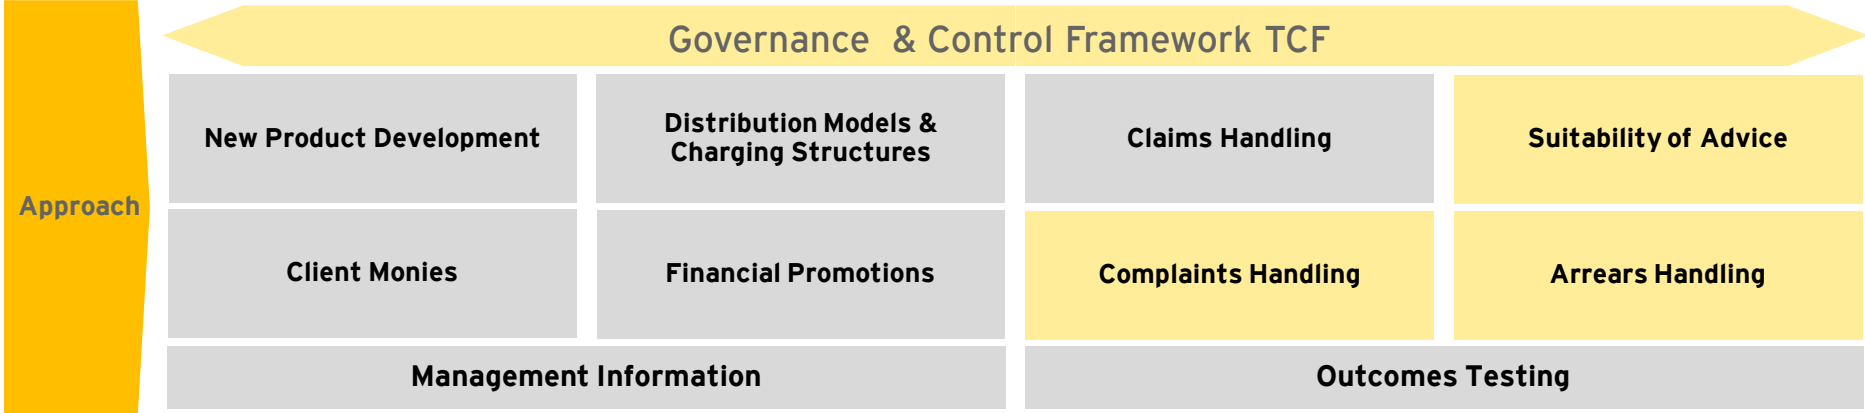 Governance & Control Framework TCF
Approach
New Product Development
Distribution Models &
Charging Structures
Claims Handling
Suitability of Advice
Client Monies
Financial Promotions
Complaints Handling
Arrears Handling
Management Information
Outcomes Testing